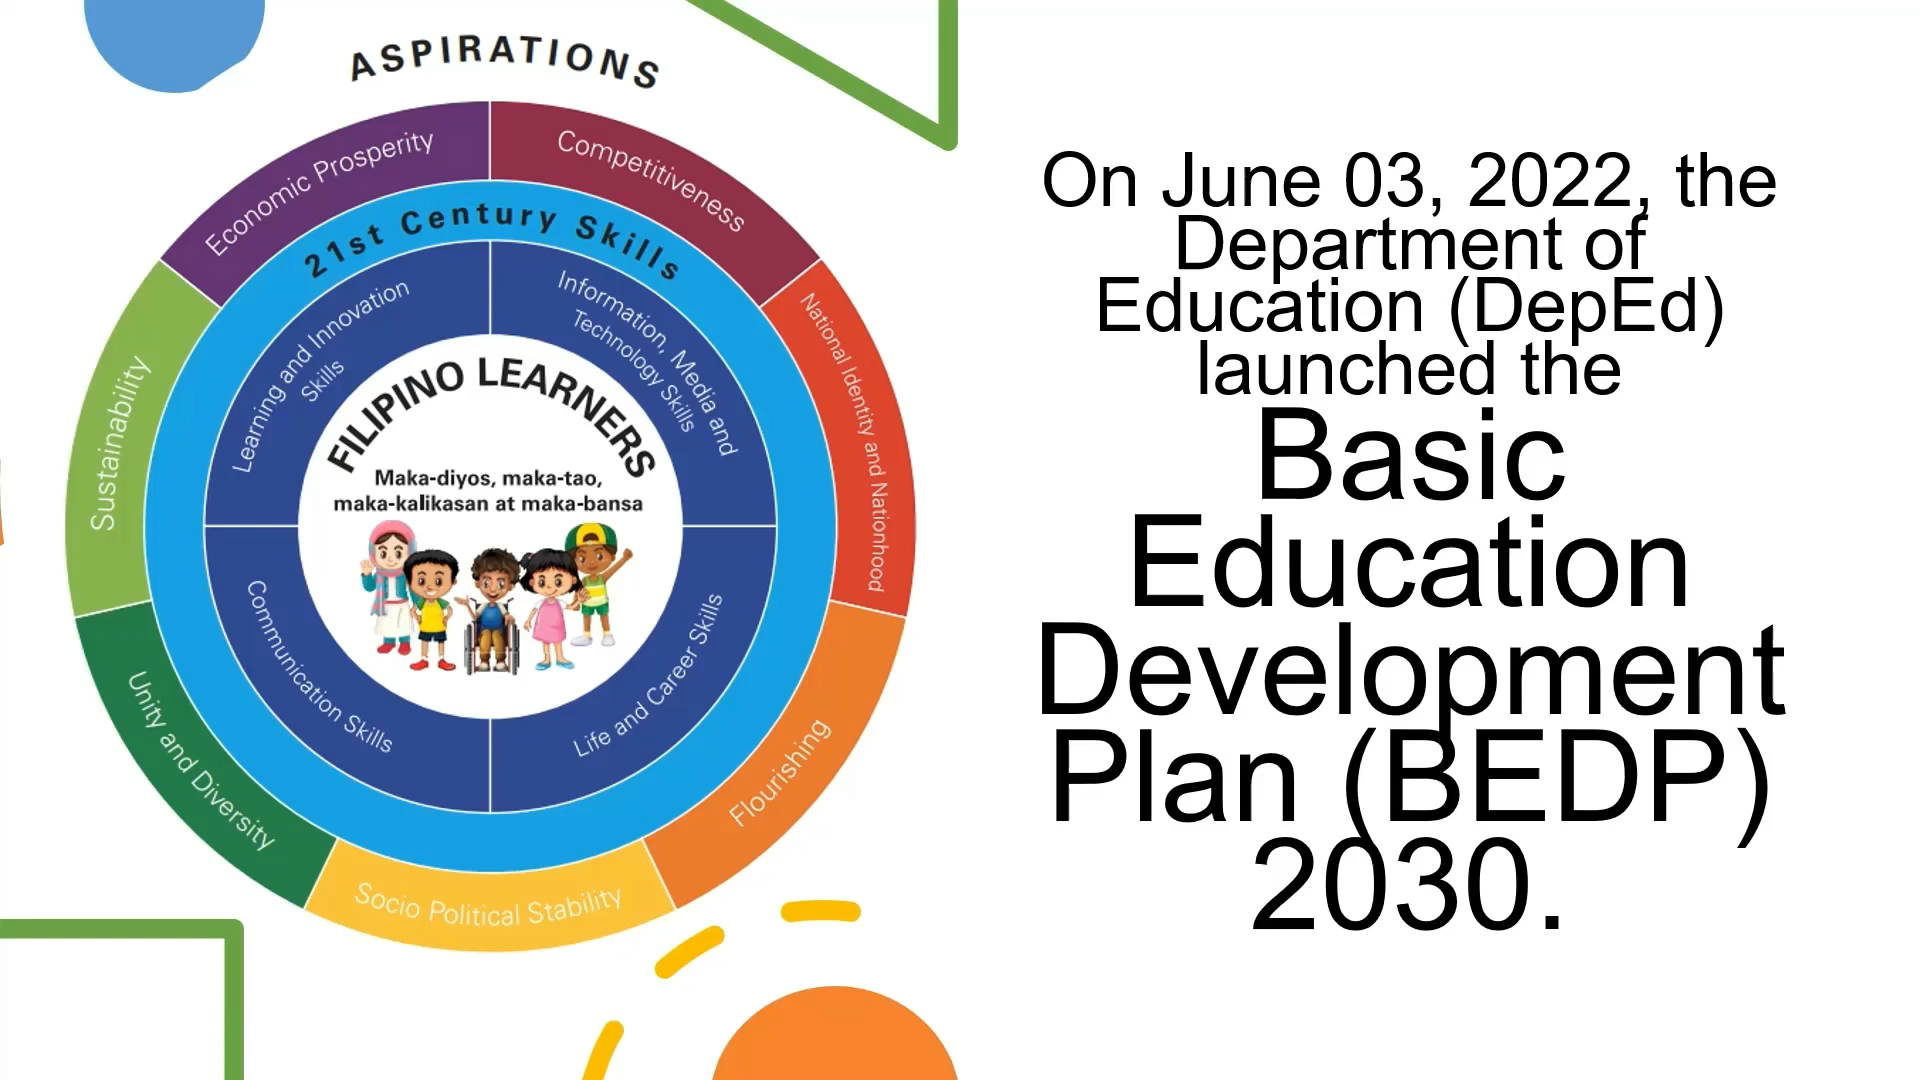 ASPIRATIONS
Economic Prosperity
Competitiveness
National Identity and Nationhood
Flourishing
Socio Political Stability
Unity and Diversity
Sustainability
21st Century Skills
Learning and Innovation
Skills
Information, Media and
Technology Skills
Life and Career Skills
Communication Skills
FILIPINO LEARNERS
Maka-diyos, maka-tao,
maka-kalikasan at maka-bansa
On June 03, 2022, the
Department of
Education (DepEd)
launched the
Basic
Education
Development
Plan (BEDP)
2030.